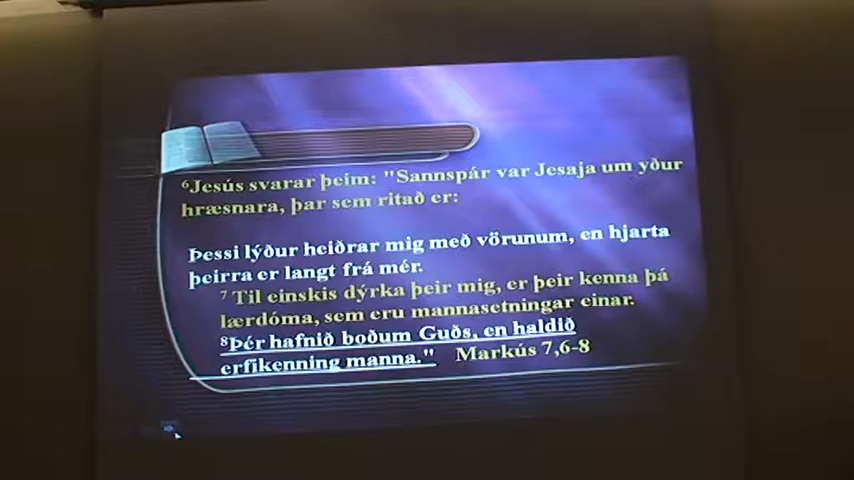 ⁶Jesús svarar þeim: "Sannspár var Jesaja um yður
hræsnara, þar sem ritað er:
Þessi lýður heiðrar mig með vörunum, en hjarta
þeirra er langt frá mér.
⁷ Til einskis dýrka þeir mig, er þeir kenna þá
lærdóma, sem eru mannasetningar einar.
⁸Þér hafnið boðum Guðs, en haldið
erfikenning manna." Markús 7,6-8